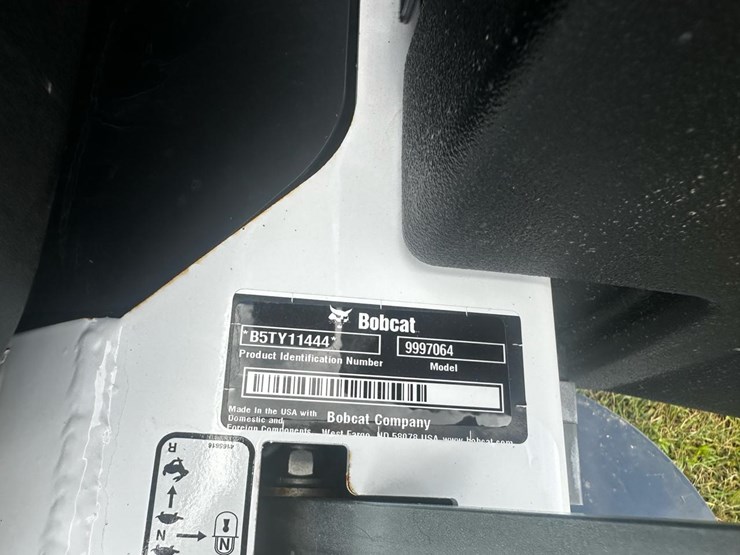 Bobcat
*B5TY11444*
9997064
Product Identification Number
Model
Made in the USA with
Domestic and
Foreign Components
Bobcat Company
West Fargo, ND 58078 USA www.bobcat.com
R
N
N